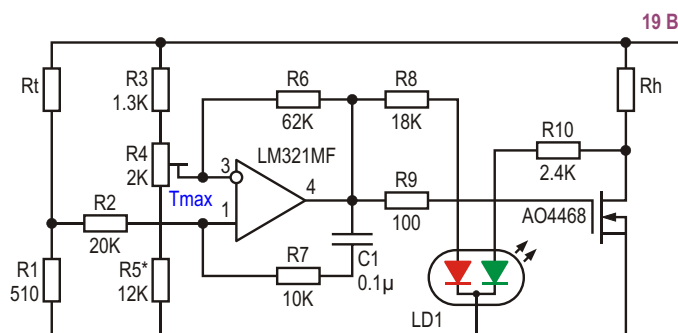 19 В
Rt
R3
1.3K
R6
62K
R8
18K
Rh
R4
2K
LM321MF
R10
2.4K
3
Tmax
4
R9
100
AO4468
R2
20K
1
R1
510
R5*
12K
R7
10K
C1
0.1µ
LD1